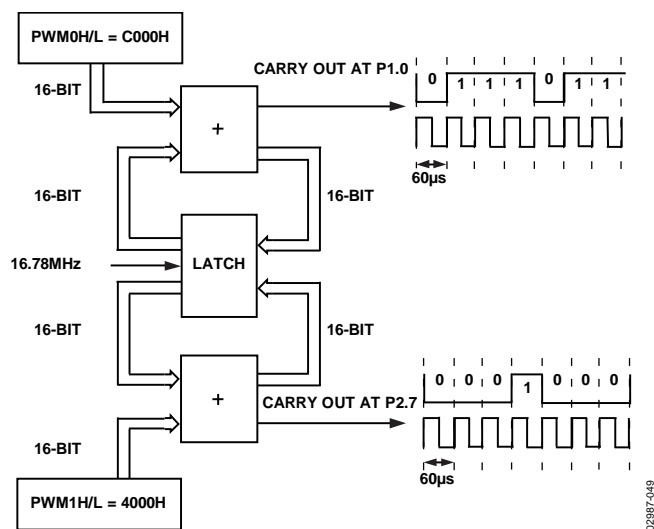 PWM0H/L = C000H
CARRY OUT AT P1.0
0 1 1 1 0 1 1
16-BIT
+
60µs
16-BIT
16-BIT
LATCH
16.78MHz
16-BIT
16-BIT
+
0 0 0 1 0 0 0
CARRY OUT AT P2.7
16-BIT
60µs
PWM1H/L = 4000H
02987-049